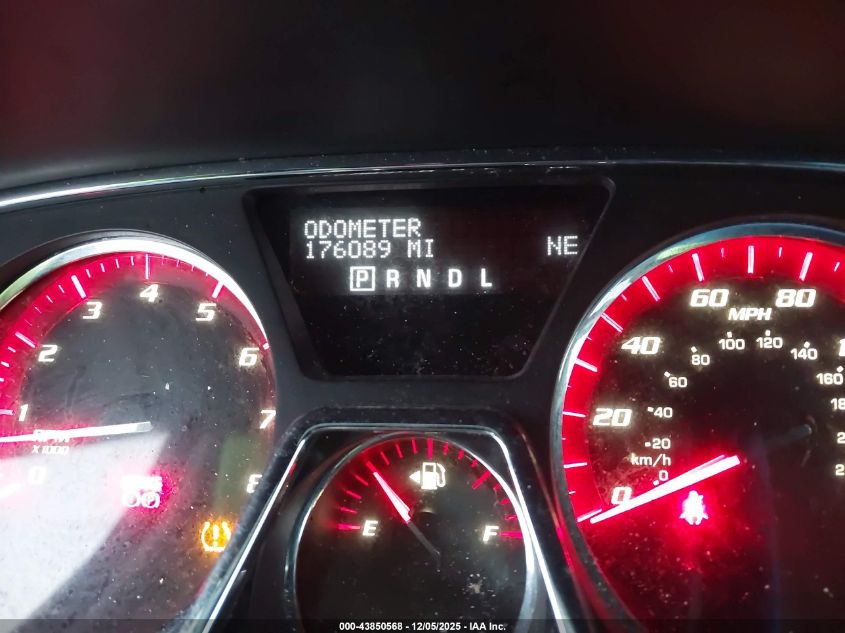 ODOMETER
176089 MI NE
P R N D L
0 1 2 3 4 5 6 7 8
RPM
X1000
E F
0 20 40 60 80
MPH
0 20 40 60 80 100 120 140 160
km/h
000-43850568 - 12/05/2025 - IAA Inc.